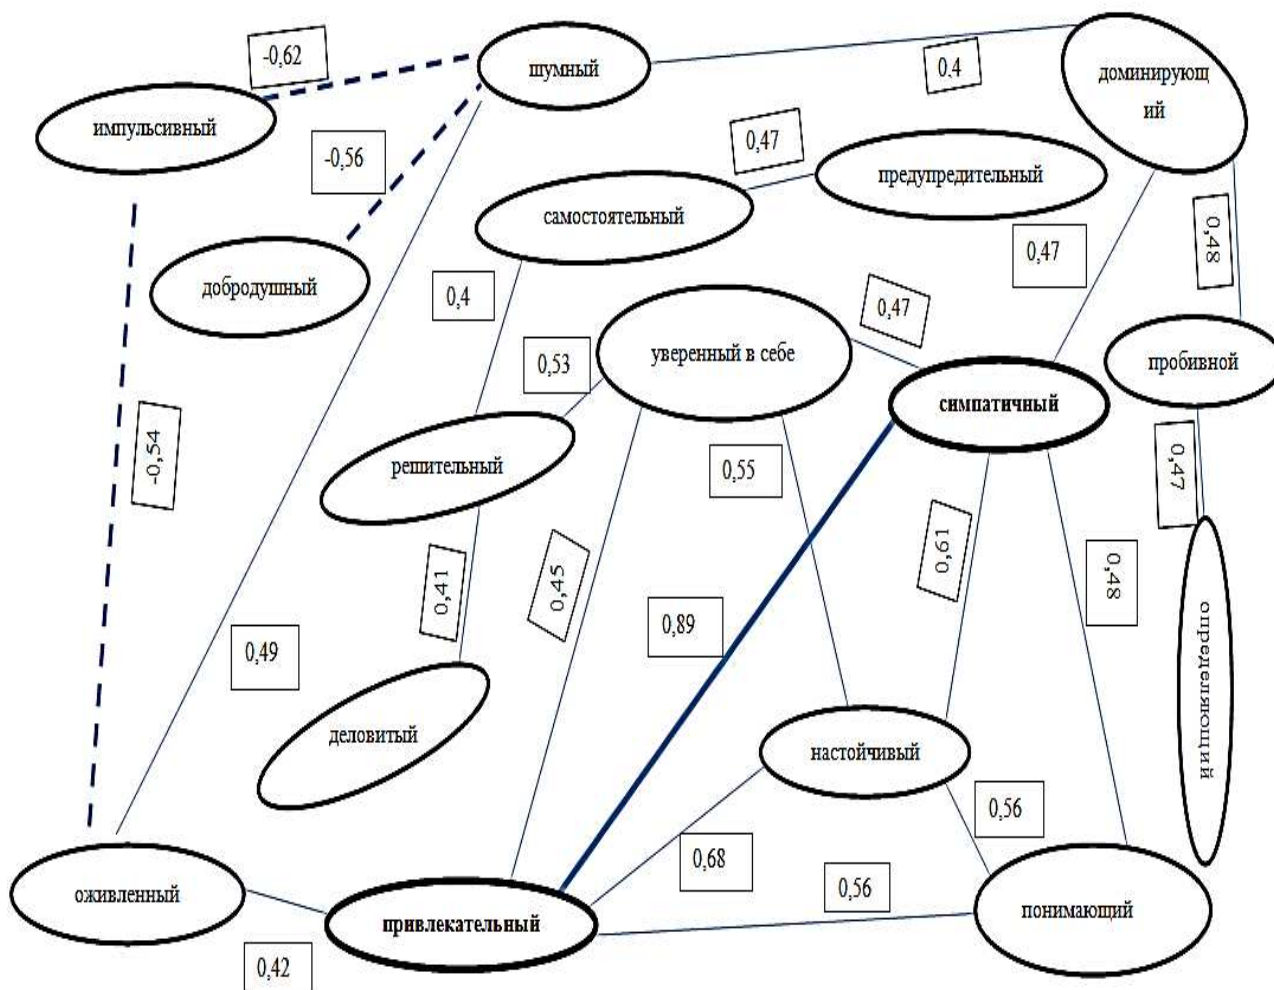 -0,62
шумный
0.4
доминирующ
ий
импульсивный
-0,56
0,47
предупредительный
самостоятельный
0,47
0,48
добродушный
0,4
0,47
уверенный в себе
0,53
пробивной
симпатичный
-0,54
решительный
0,55
0,47
0,41
0,45
0,61
0,48
0,49
0,89
определяющий
деловитый
настойчивый
0,56
0,68
0,56
оживленный
привлекательный
понимающий
0,42